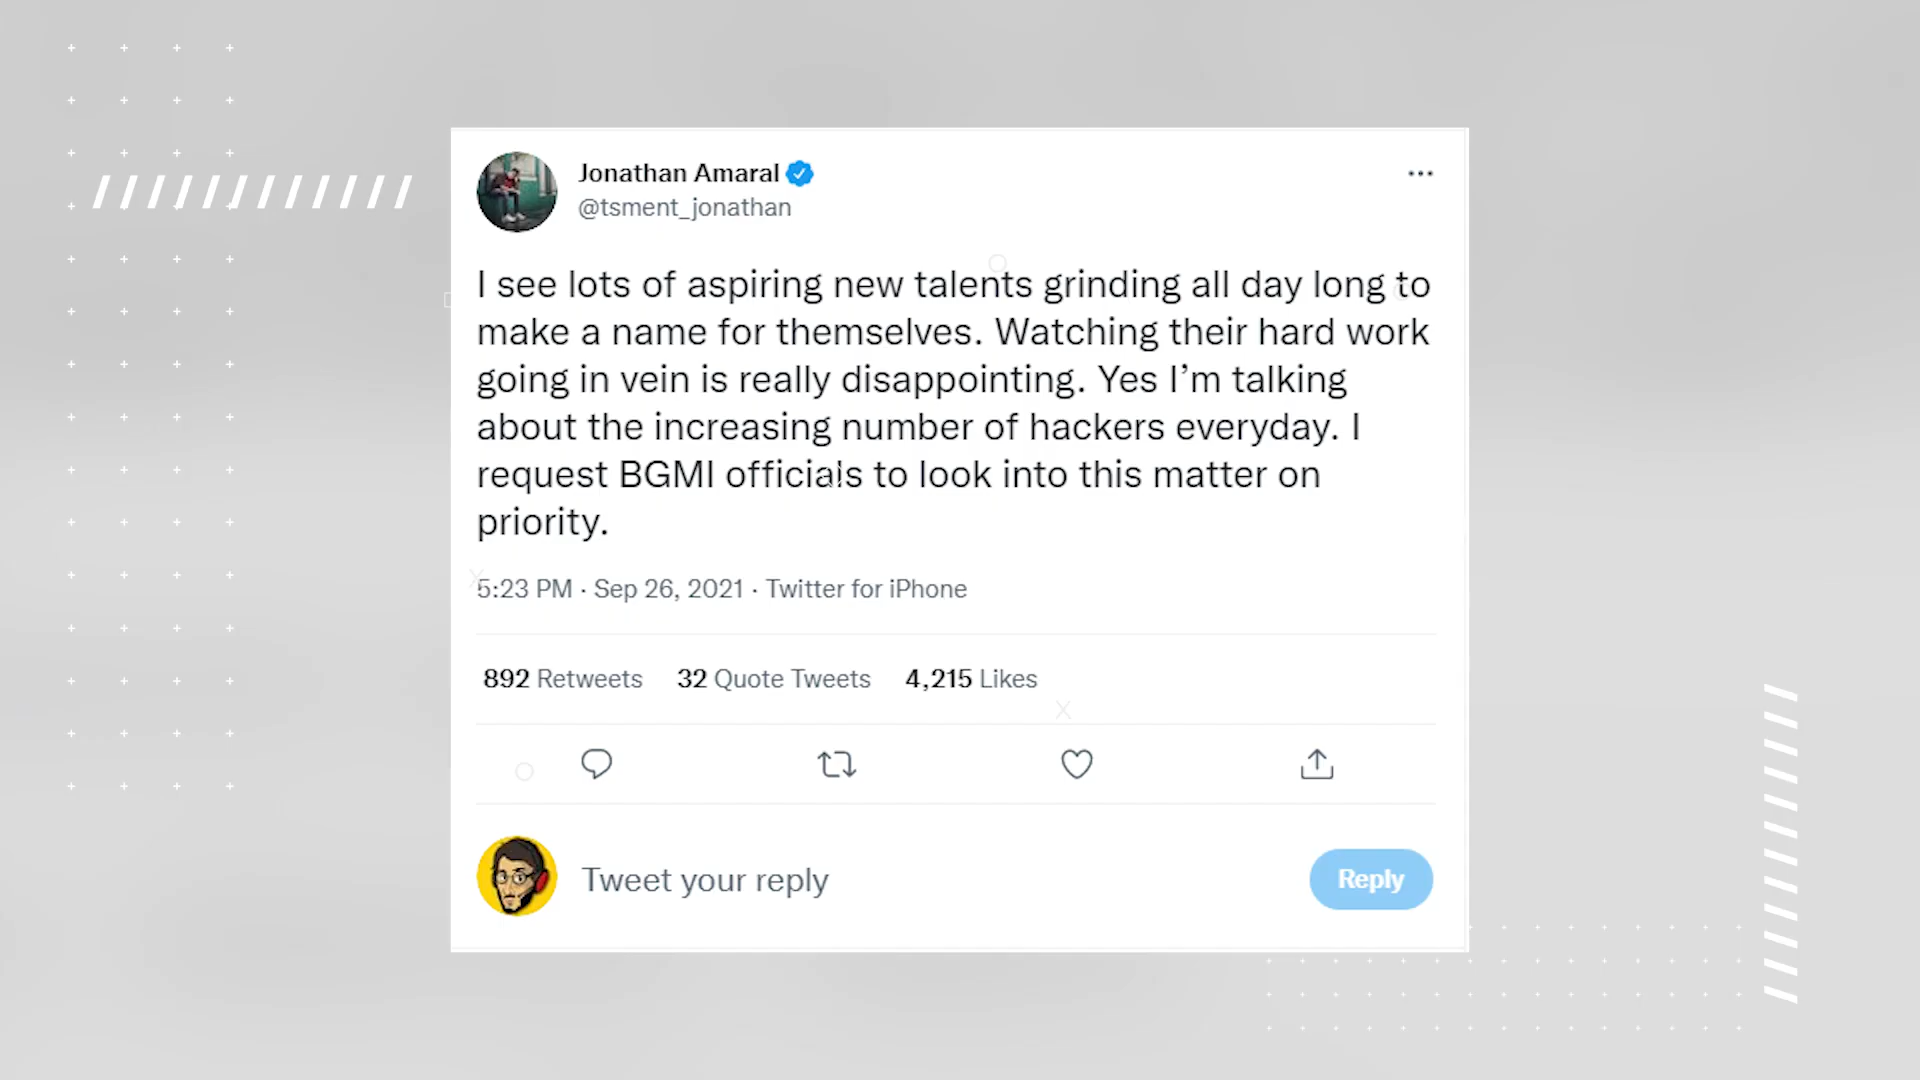 Jonathan Amaral
@tsment_jonathan
I see lots of aspiring new talents grinding all day long to
make a name for themselves. Watching their hard work
going in vein is really disappointing. Yes I’m talking
about the increasing number of hackers everyday. I
request BGMI officials to look into this matter on
priority.
5:23 PM · Sep 26, 2021 · Twitter for iPhone
892 Retweets 32 Quote Tweets 4,215 Likes
Tweet your reply
Reply